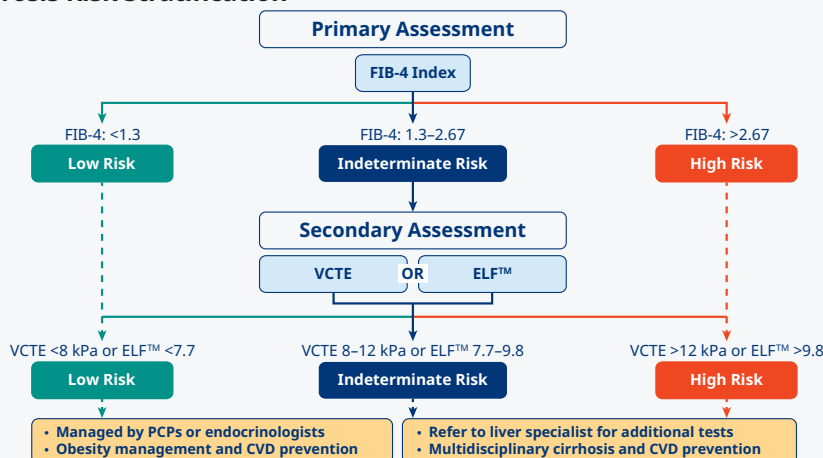 Risk Stratification
Primary Assessment
FIB-4 Index
FIB-4: <1.3
FIB-4: 1.3–2.67
FIB-4: >2.67
Low Risk
Indeterminate Risk
High Risk
Secondary Assessment
VCTE OR ELF™
VCTE <8 kPa or ELF™ <7.7
VCTE 8–12 kPa or ELF™ 7.7–9.8
VCTE >12 kPa or ELF™ >9.8
Low Risk
Indeterminate Risk
High Risk
• Managed by PCPs or endocrinologists
• Obesity management and CVD prevention
• Refer to liver specialist for additional tests
• Multidisciplinary cirrhosis and CVD prevention